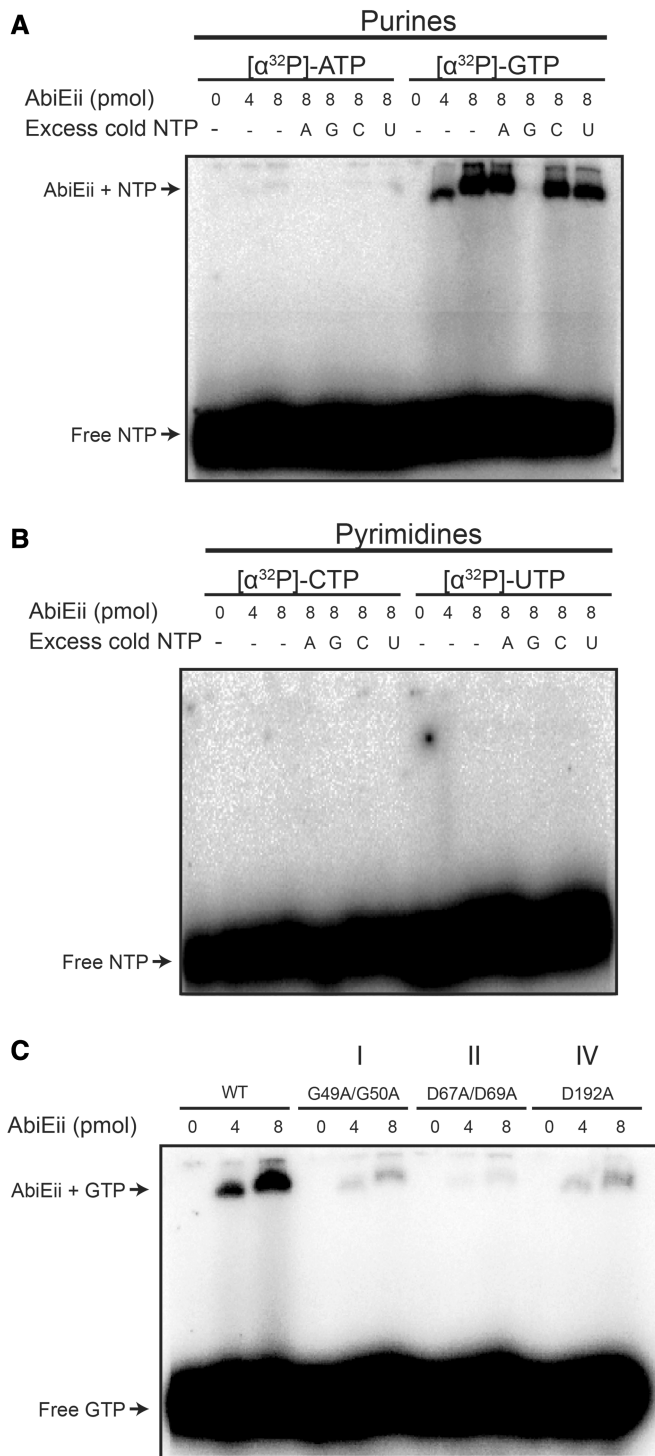 A
Purines
[α³²P]-ATP [α³²P]-GTP
AbiEii (pmol) 0 4 8 8 8 8 8 0 4 8 8 8 8 8
Excess cold NTP - - - A G C U - - - A G C U
AbiEii + NTP
Free NTP
B
Pyrimidines
[α³²P]-CTP [α³²P]-UTP
AbiEii (pmol) 0 4 8 8 8 8 8 0 4 8 8 8 8 8
Excess cold NTP - - - A G C U - - - A G C U
Free NTP
C
I II IV
WT G49A/G50A D67A/D69A D192A
AbiEii (pmol) 0 4 8 0 4 8 0 4 8 0 4 8
AbiEii + GTP
Free GTP